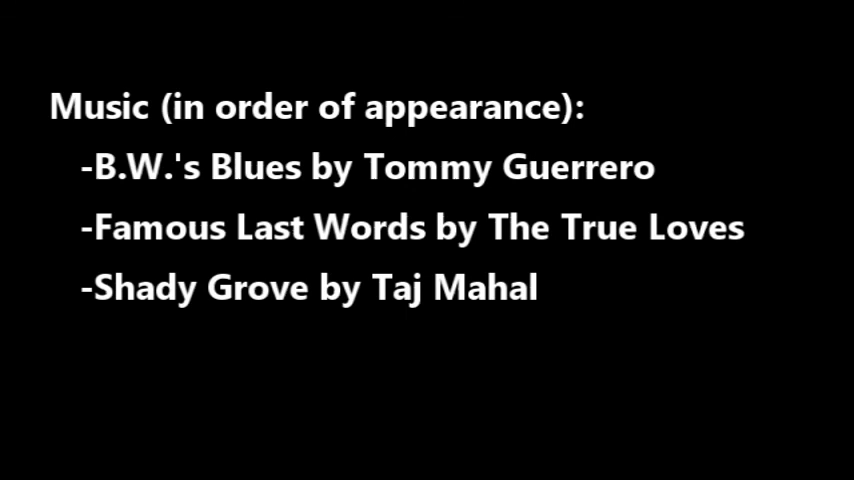 Music (in order of appearance):
-B.W.'s Blues by Tommy Guerrero
-Famous Last Words by The True Loves
-Shady Grove by Taj Mahal